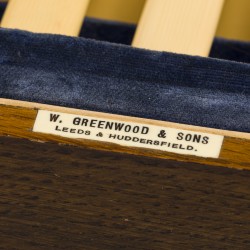 W. GREENWOOD & SONS
LEEDS & HUDDERSFIELD.